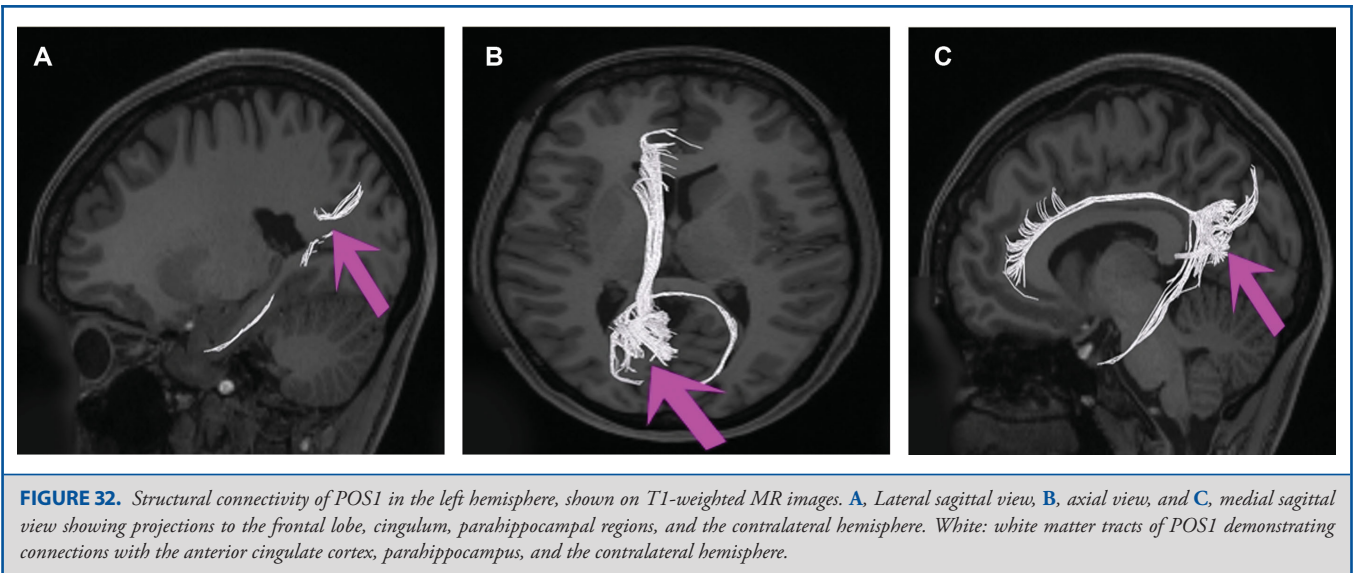 A
B
C
FIGURE 32. Structural connectivity of POS1 in the left hemisphere, shown on T1-weighted MR images. A, Lateral sagittal view, B, axial view, and C, medial sagittal
view showing projections to the frontal lobe, cingulum, parahippocampal regions, and the contralateral hemisphere. White: white matter tracts of POS1 demonstrating
connections with the anterior cingulate cortex, parahippocampus, and the contralateral hemisphere.